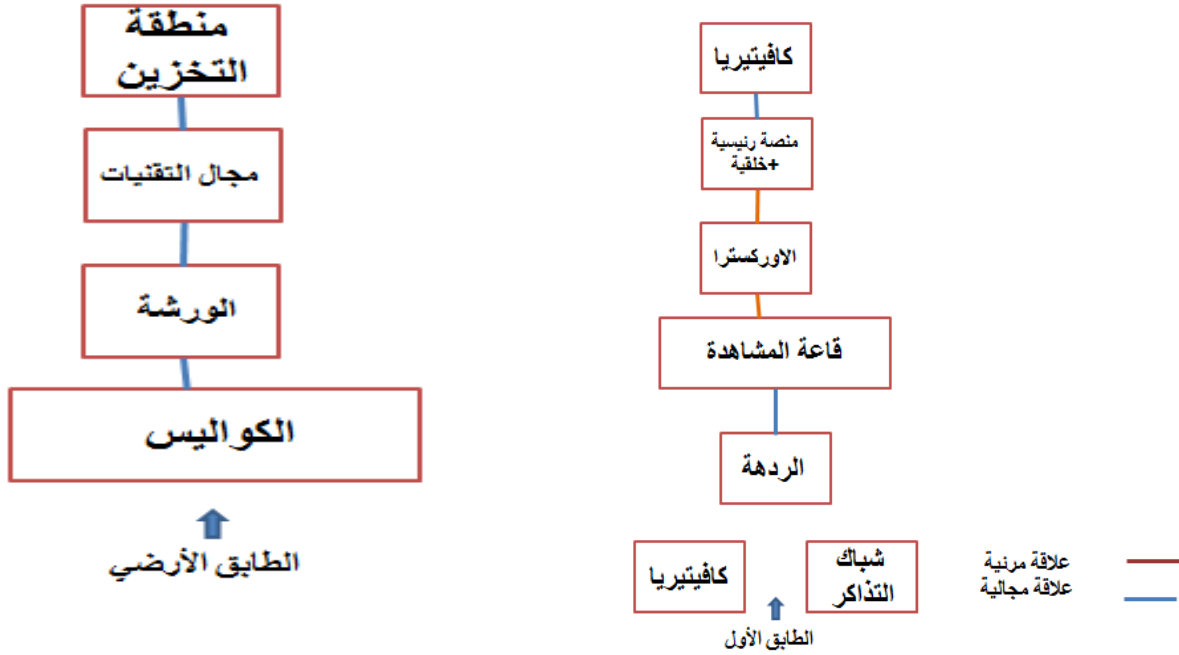 منطقة
التخزين
مجال التقنيات
الورشة
الكواليس
الطابق الأرضي
كافيتيريا
منصة رئيسية
+خلفية
الاوركسترا
قاعة المشاهدة
الردهة
شباك
التذاكر
كافيتيريا
الطابق الأول
علاقة مرئية
علاقة مجالية